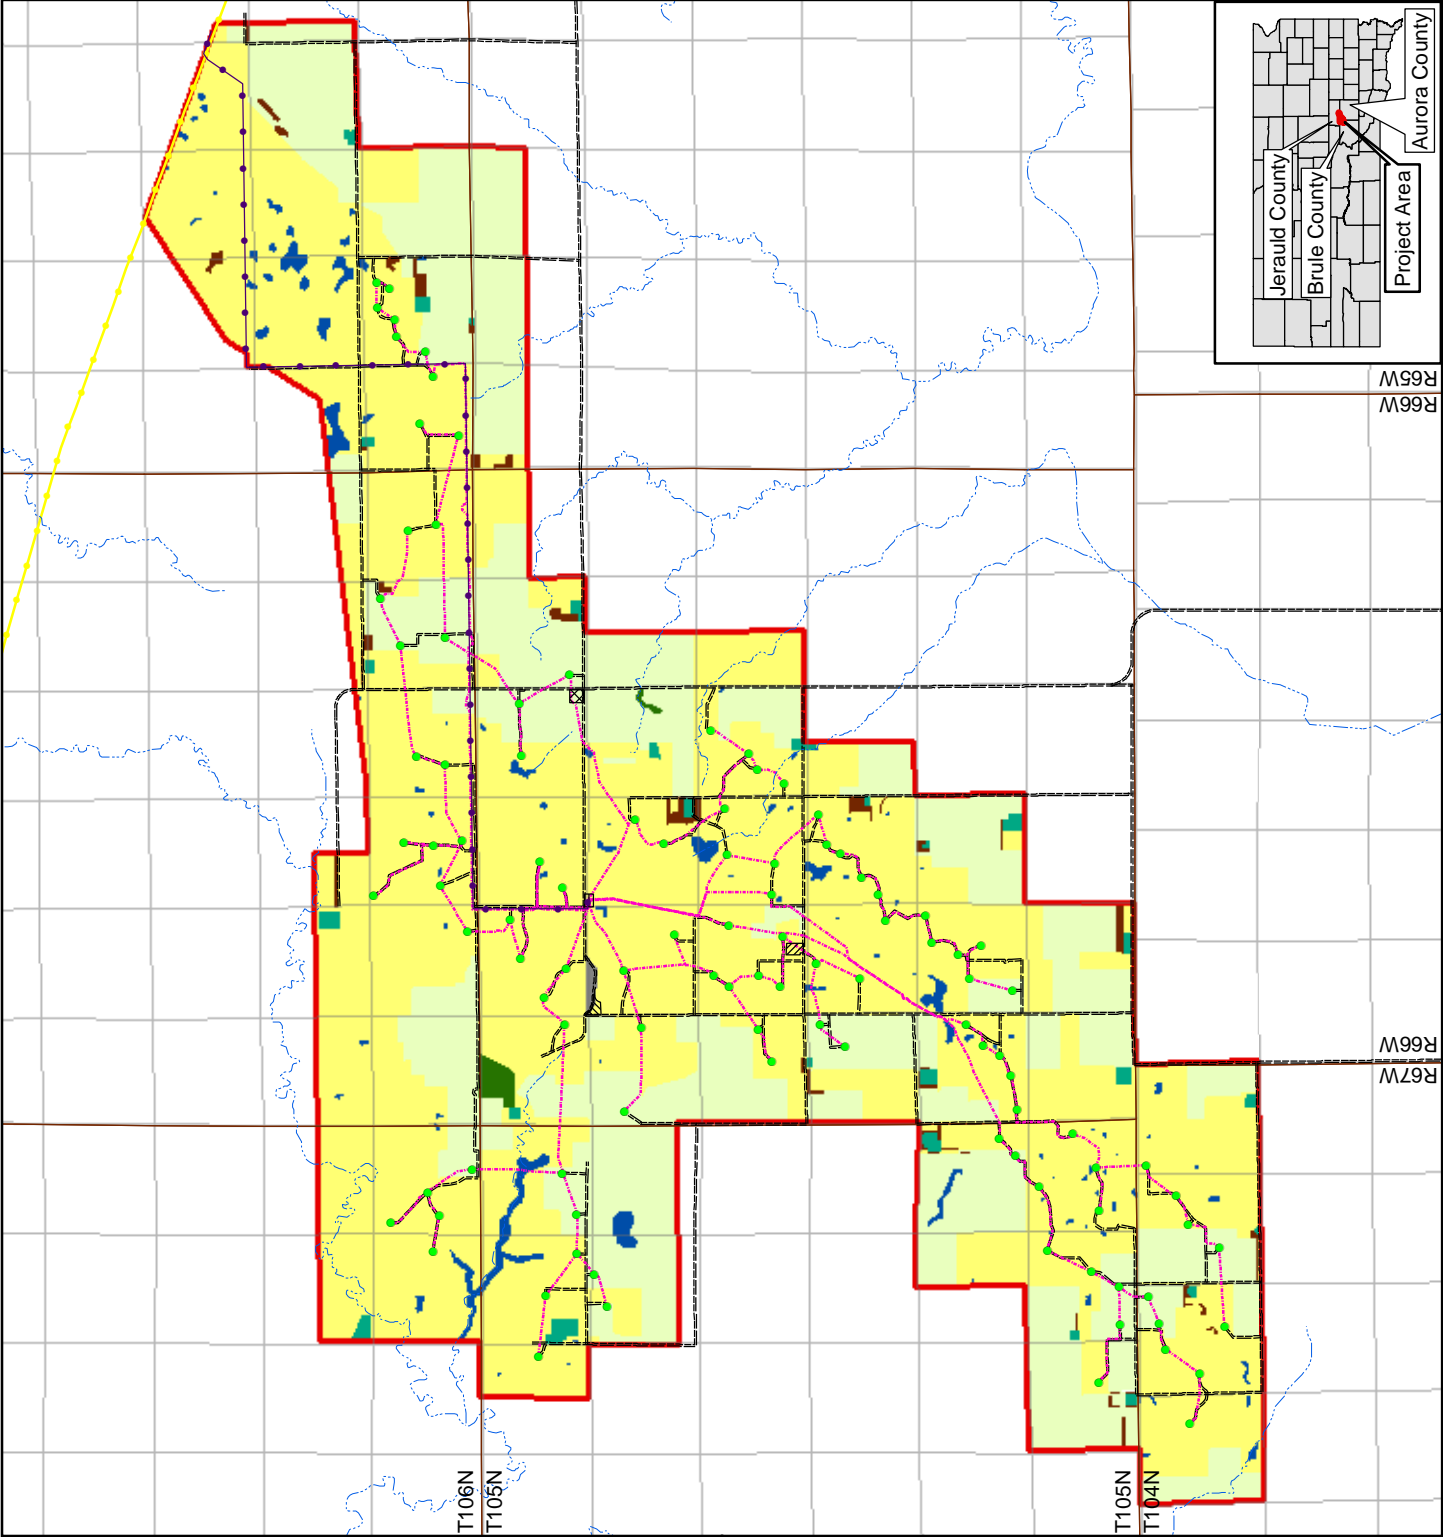 Jerauld County
Brule County
Aurora County
Project Area
R65W
R66W
R66W
R67W
T106N
T105N
T105N
T104N